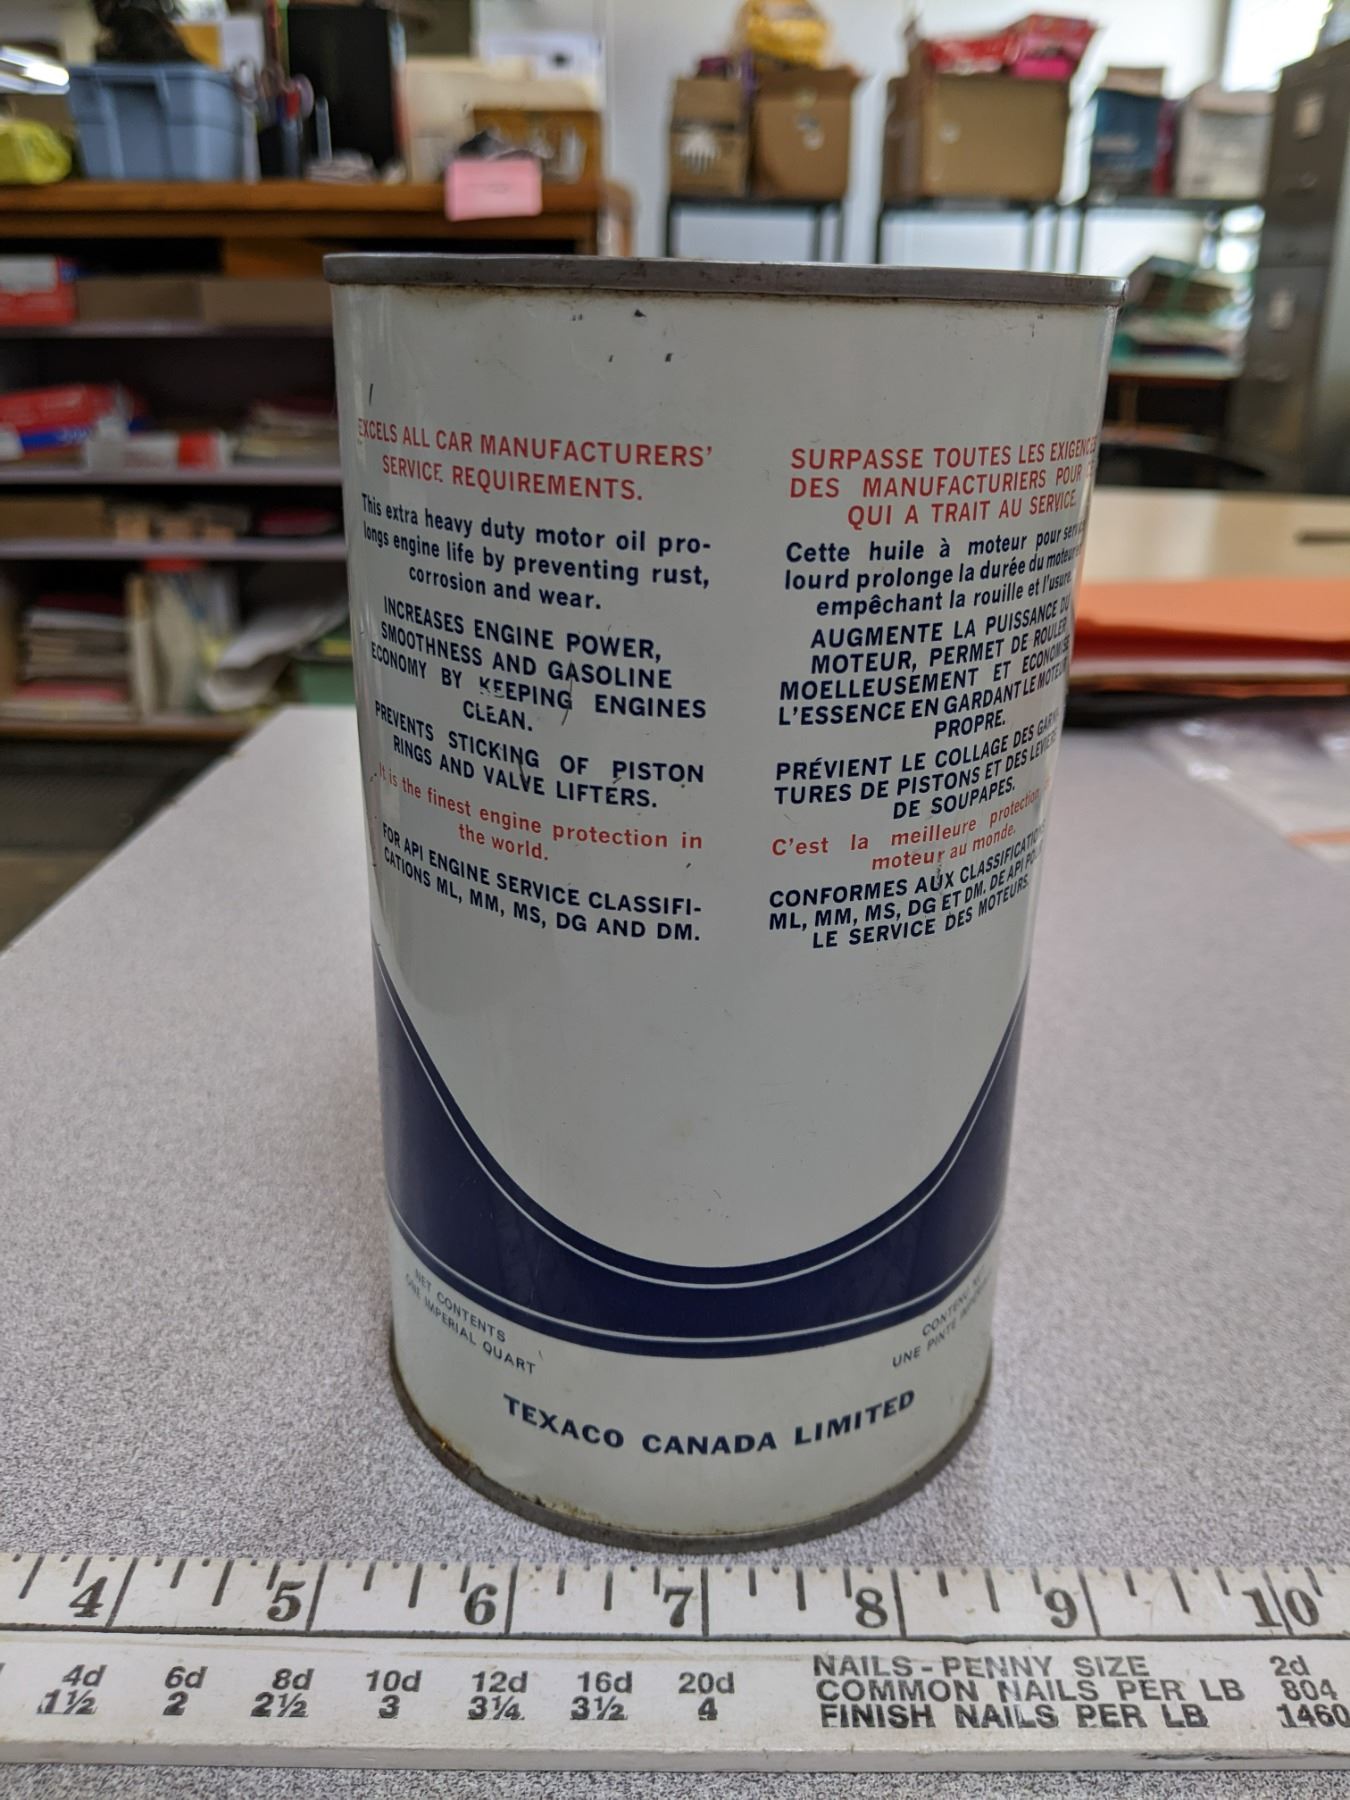 EXCELS ALL CAR MANUFACTURERS'
SERVICE REQUIREMENTS.
This extra heavy duty motor oil pro-
longs engine life by preventing rust,
corrosion and wear.
INCREASES ENGINE POWER,
SMOOTHNESS AND GASOLINE
ECONOMY BY KEEPING ENGINES
CLEAN.
PREVENTS STICKING OF PISTON
RINGS AND VALVE LIFTERS.
It is the finest engine protection in
the world.
FOR API ENGINE SERVICE CLASSIFI-
CATIONS ML, MM, MS, DG AND DM.
SURPASSE TOUTES LES EXIGENCES
DES MANUFACTURIERS POUR CE
QUI A TRAIT AU SERVICE.
Cette huile à moteur pour
lourd prolonge la durée du moteur
empêchant la rouille et l'usure.
AUGMENTE LA PUISSANCE DU
MOTEUR, PERMET DE ROULER
MOELLEUSEMENT ET ECONOMISE
L'ESSENCE EN GARDANT LE MOTEUR
PROPRE.
PRÉVIENT LE COLLAGE DES GARNI-
TURES DE PISTONS ET DES LEVIERS
DE SOUPAPES.
C'est la meilleure protection
moteur au monde.
CONFORMES AUX CLASSIFICATIONS
ML, MM, MS, DG ET DM. DE API POUR
LE SERVICE DES MOTEURS.
NET CONTENTS
ONE IMPERIAL QUART
CONTENU
UNE PINTE
TEXACO CANADA LIMITED
4 5 6 7 8 9 10
4d 6d 8d 10d 12d 16d 20d NAILS - PENNY SIZE 2d
1½ 2 2½ 3 3¼ 3½ 4 COMMON NAILS PER LB 804
FINISH NAILS PER LB 1460